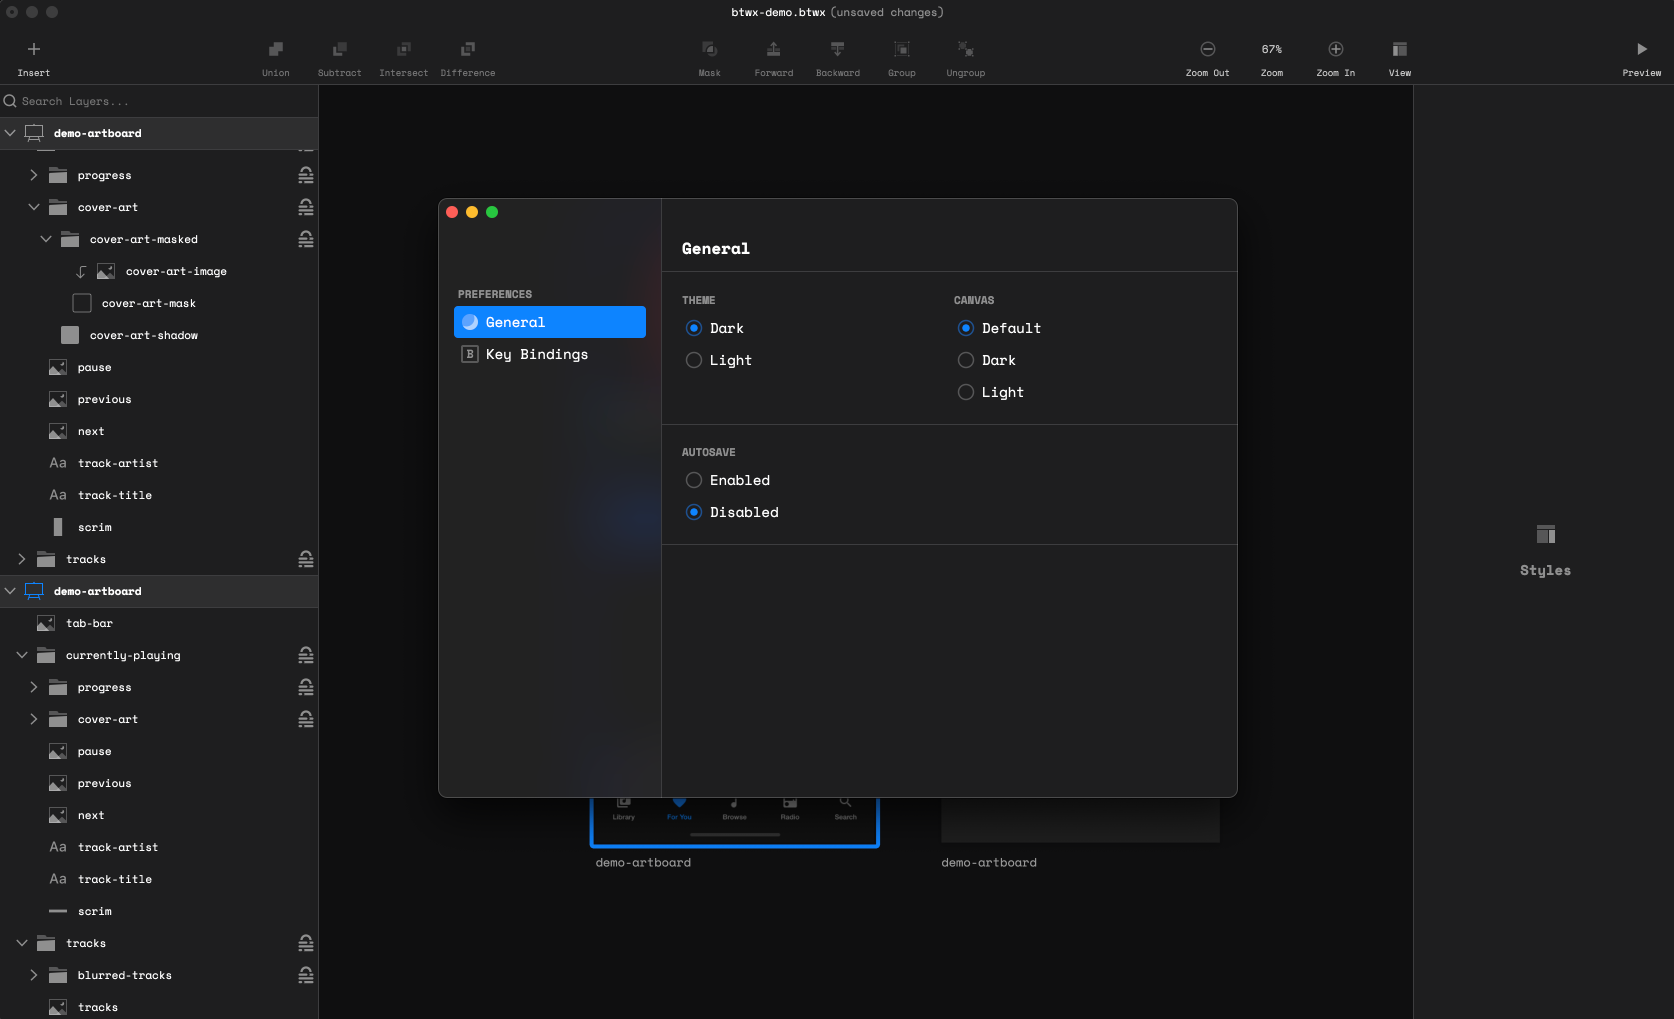 btwx-demo.btwx (unsaved changes)
Insert
Union
Subtract
Intersect
Difference
Mask
Forward
Backward
Group
Ungroup
Zoom Out
67%
Zoom
Zoom In
View
Preview
Search Layers...
demo-artboard
progress
cover-art
cover-art-masked
cover-art-image
cover-art-mask
cover-art-shadow
pause
previous
next
Aa track-artist
Aa track-title
scrim
tracks
demo-artboard
tab-bar
currently-playing
progress
cover-art
pause
previous
next
Aa track-artist
Aa track-title
scrim
tracks
blurred-tracks
tracks
PREFERENCES
General
B Key Bindings
General
THEME
Dark
Light
CANVAS
Default
Dark
Light
AUTOSAVE
Enabled
Disabled
Library
For You
Browse
Radio
Search
demo-artboard
demo-artboard
Styles